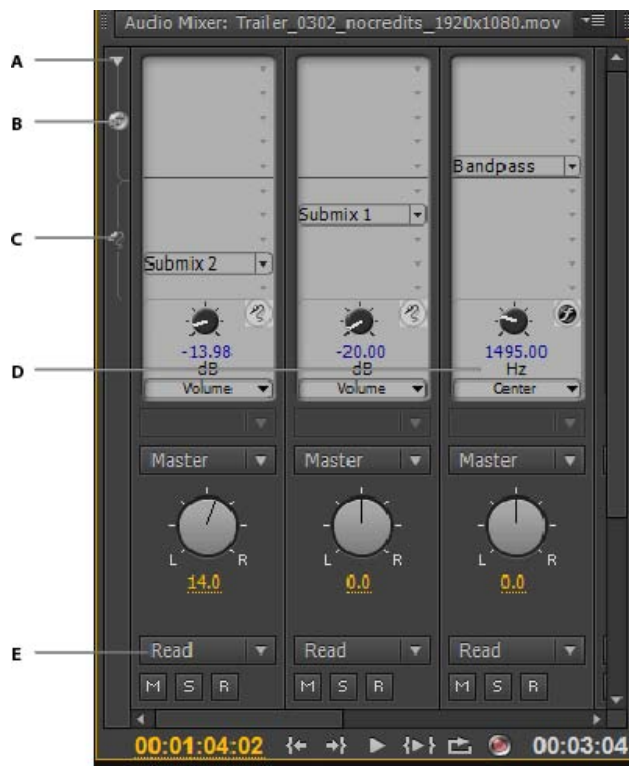 Audio Mixer: Trailer_0302_nocredits_1920x1080.mov
A
B
Bandpass
Submix 1
C
Submix 2
-13.98 -20.00 1495.00
D
dB dB Hz
Volume Volume Center
Master Master Master
L R L R L R
14.0 0.0 0.0
E
Read Read Read
M S R M S R M S R
00:01:04:02 00:03:04